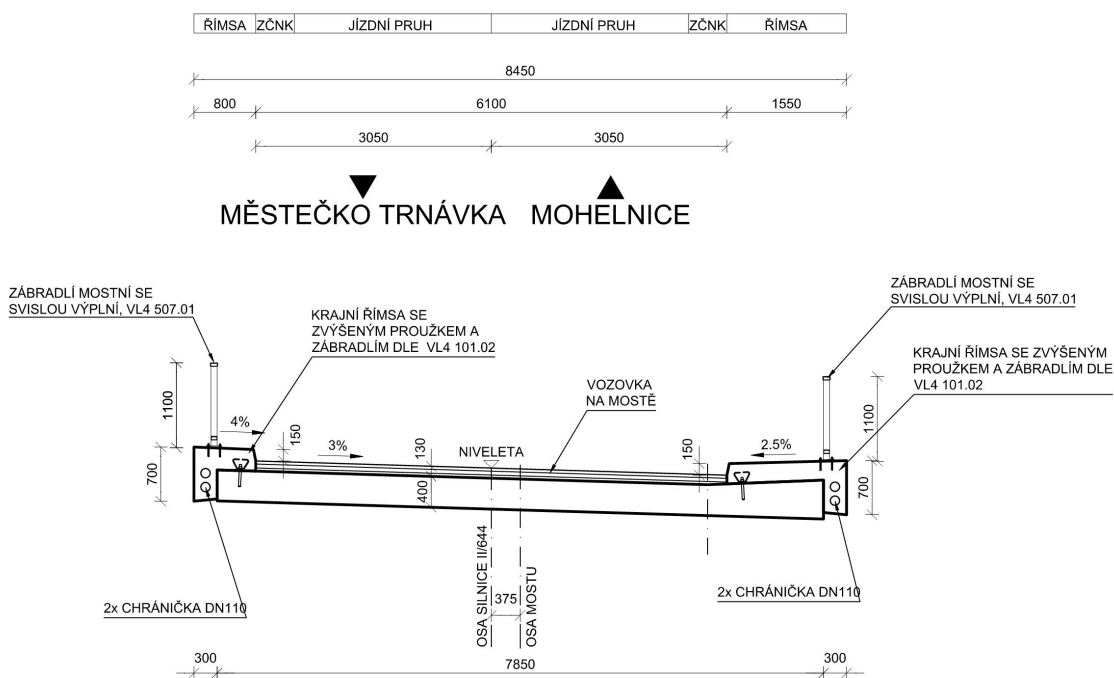 ŘÍMSA ZČNK JÍZDNÍ PRUH JÍZDNÍ PRUH ZČNK ŘÍMSA
8450
800 6100 1550
3050 3050
MĚSTEČKO TRNÁVKA MOHELNICE
ZÁBRADLÍ MOSTNÍ SE
SVISLOU VÝPLNÍ, VL4 507.01
KRAJNÍ ŘÍMSA SE
ZVÝŠENÝM PROUŽKEM A
ZÁBRADLÍM DLE VL4 101.02
VOZOVKA
NA MOSTĚ
ZÁBRADLÍ MOSTNÍ SE
SVISLOU VÝPLNÍ, VL4 507.01
KRAJNÍ ŘÍMSA SE ZVÝŠENÝM
PROUŽKEM A ZÁBRADLÍM DLE
VL4 101.02
1100
4%
150
3%
NIVELETA
130
150
2.5%
1100
700
400
700
2x CHRÁNIČKA DN110
OSA SILNICE II/644
375
OSA MOSTU
2x CHRÁNIČKA DN110
300 7850 300